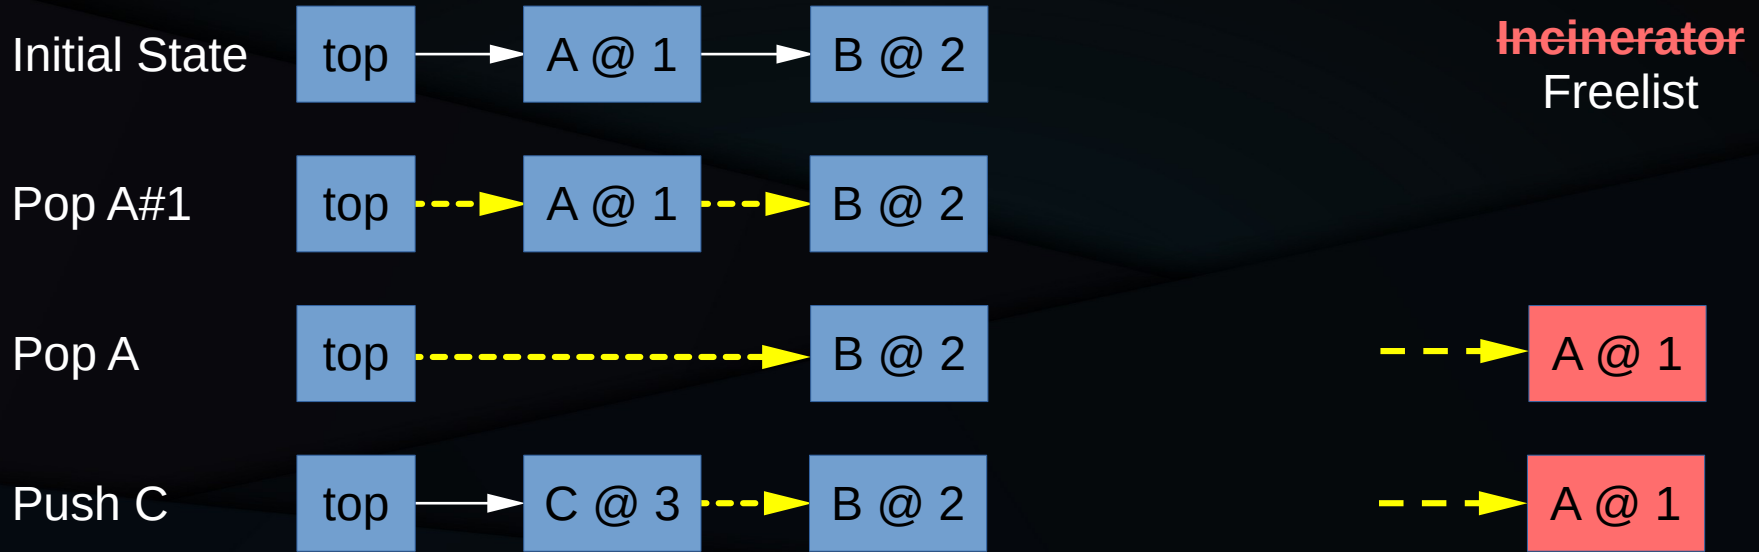 Initial State top A @ 1 B @ 2 Incinerator
Freelist
Pop A#1 top A @ 1 B @ 2
Pop A top B @ 2 A @ 1
Push C top C @ 3 B @ 2 A @ 1